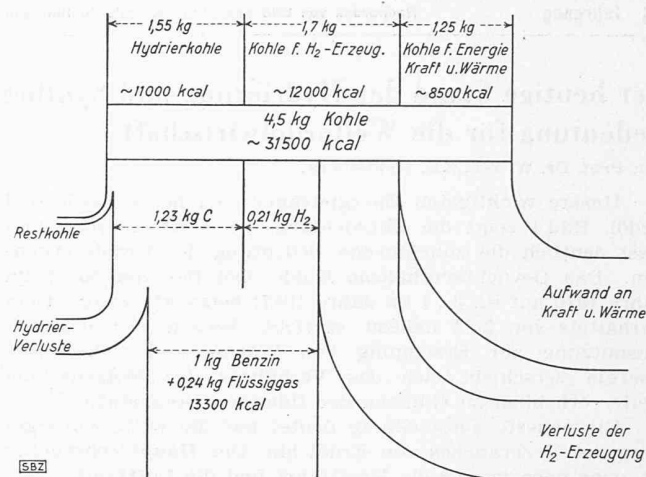 1,55 kg
1,7 kg
1,25 kg
Hydrierkohle
Kohle f. H₂-Erzeug.
Kohle f. Energie
Kraft u. Wärme
~11000 kcal
~12000 kcal
~8500 kcal
4,5 kg Kohle
~31500 kcal
Restkohle
1,23 kg C
0,21 kg H₂
Hydrier-
Verluste
1 kg Benzin
+0,24 kg Flüssiggas
13300 kcal
Aufwand an
Kraft u. Wärme
Verluste der
H₂-Erzeugung
SBZ